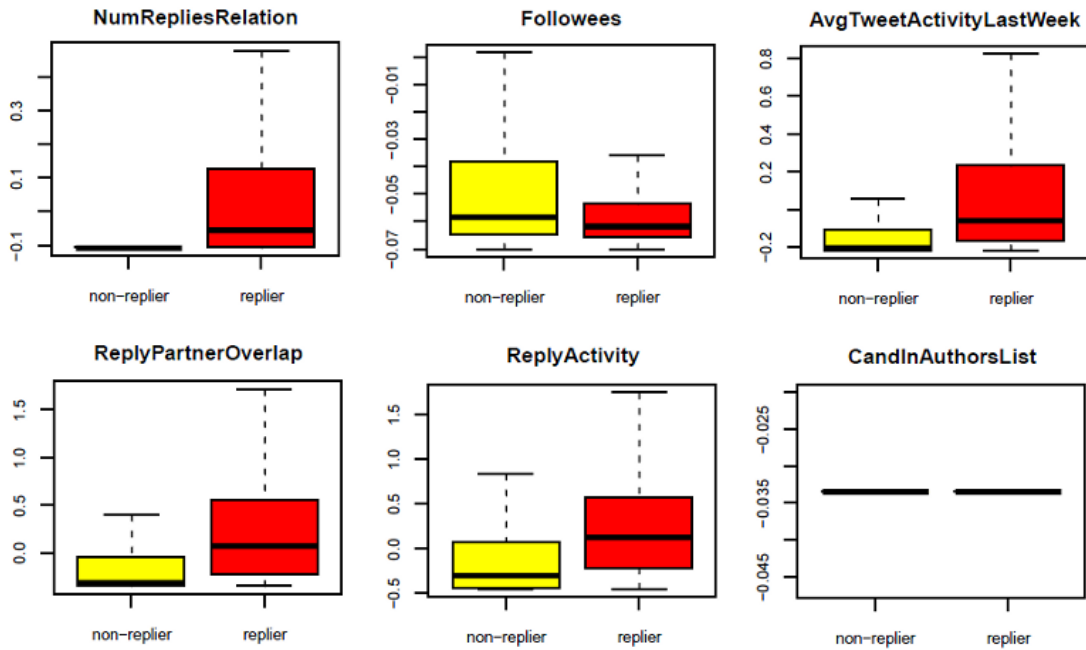 NumRepliesRelation
0.3
0.1
−0.1
non-replier replier
Followees
−0.01
−0.03
−0.05
−0.07
non-replier replier
AvgTweetActivityLastWeek
0.8
0.6
0.2
−0.2
non-replier replier
ReplyPartnerOverlap
1.5
1.0
0.5
0.0
non-replier replier
ReplyActivity
1.5
1.0
0.5
0.0
−0.5
non-replier replier
CandInAuthorsList
−0.025
−0.035
−0.045
non-replier replier